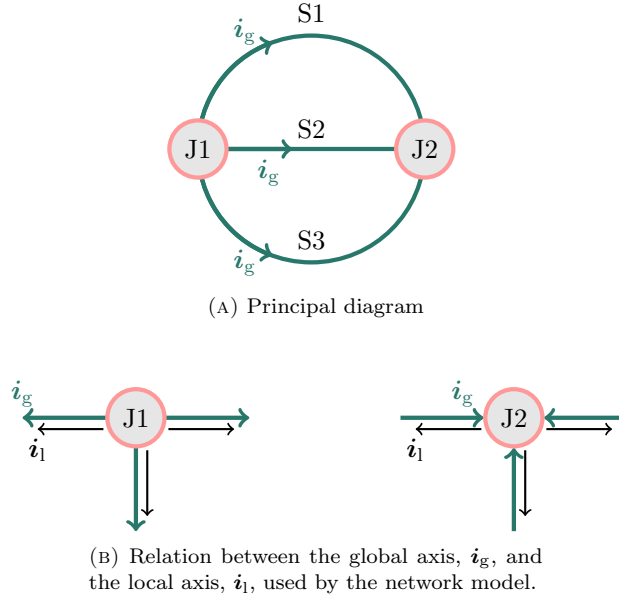 S1
i_g
J1
S2
J2
i_g
S3
i_g
(A) Principal diagram
i_g
J1
i_l
i_g
J2
i_l
(B) Relation between the global axis, i_g, and
the local axis, i_l, used by the network model.